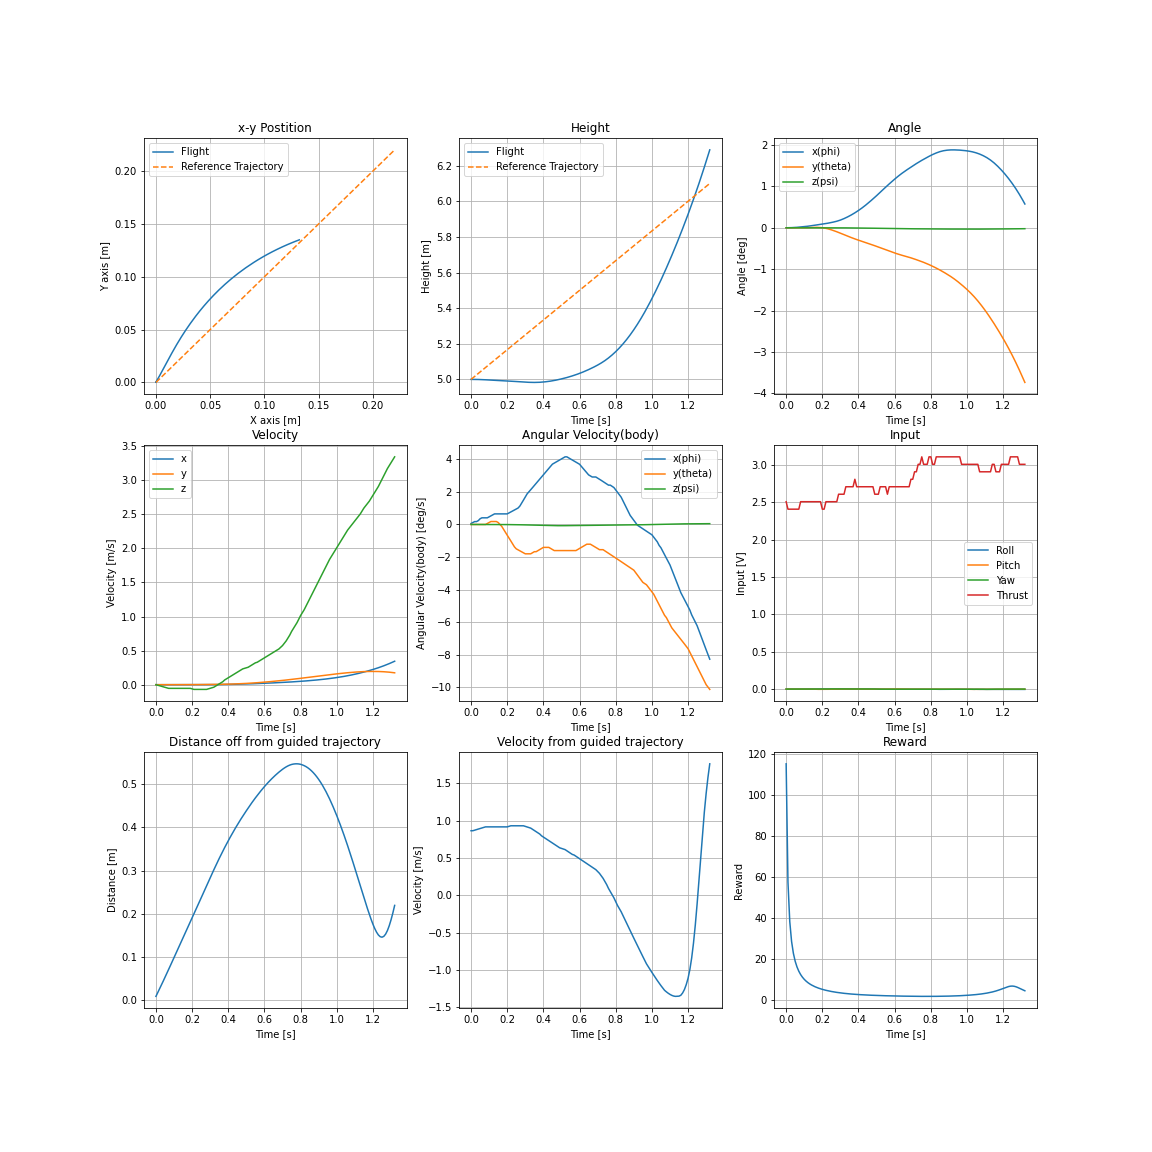 x-y Postition
Flight
Reference Trajectory
0.20
0.15
0.10
0.05
0.00
Y axis [m]
0.00 0.05 0.10 0.15 0.20
X axis [m]
Height
Flight
Reference Trajectory
6.2
6.0
5.8
5.6
5.4
5.2
5.0
Height [m]
0.0 0.2 0.4 0.6 0.8 1.0 1.2
Time [s]
Angle
x(phi)
y(theta)
z(psi)
2
1
0
−1
−2
−3
−4
Angle [deg]
0.0 0.2 0.4 0.6 0.8 1.0 1.2
Time [s]
Velocity
x
y
z
3.5
3.0
2.5
2.0
1.5
1.0
0.5
0.0
Velocity [m/s]
0.0 0.2 0.4 0.6 0.8 1.0 1.2
Time [s]
Angular Velocity(body)
x(phi)
y(theta)
z(psi)
4
2
0
−2
−4
−6
−8
−10
Angular Velocity(body) [deg/s]
0.0 0.2 0.4 0.6 0.8 1.0 1.2
Time [s]
Input
Roll
Pitch
Yaw
Thrust
3.0
2.5
2.0
1.5
1.0
0.5
0.0
Input [V]
0.0 0.2 0.4 0.6 0.8 1.0 1.2
Time [s]
Distance off from guided trajectory
0.5
0.4
0.3
0.2
0.1
0.0
Distance [m]
0.0 0.2 0.4 0.6 0.8 1.0 1.2
Time [s]
Velocity from guided trajectory
1.5
1.0
0.5
0.0
−0.5
−1.0
−1.5
Velocity [m/s]
0.0 0.2 0.4 0.6 0.8 1.0 1.2
Time [s]
Reward
120
100
80
60
40
20
0
Reward
0.0 0.2 0.4 0.6 0.8 1.0 1.2
Time [s]